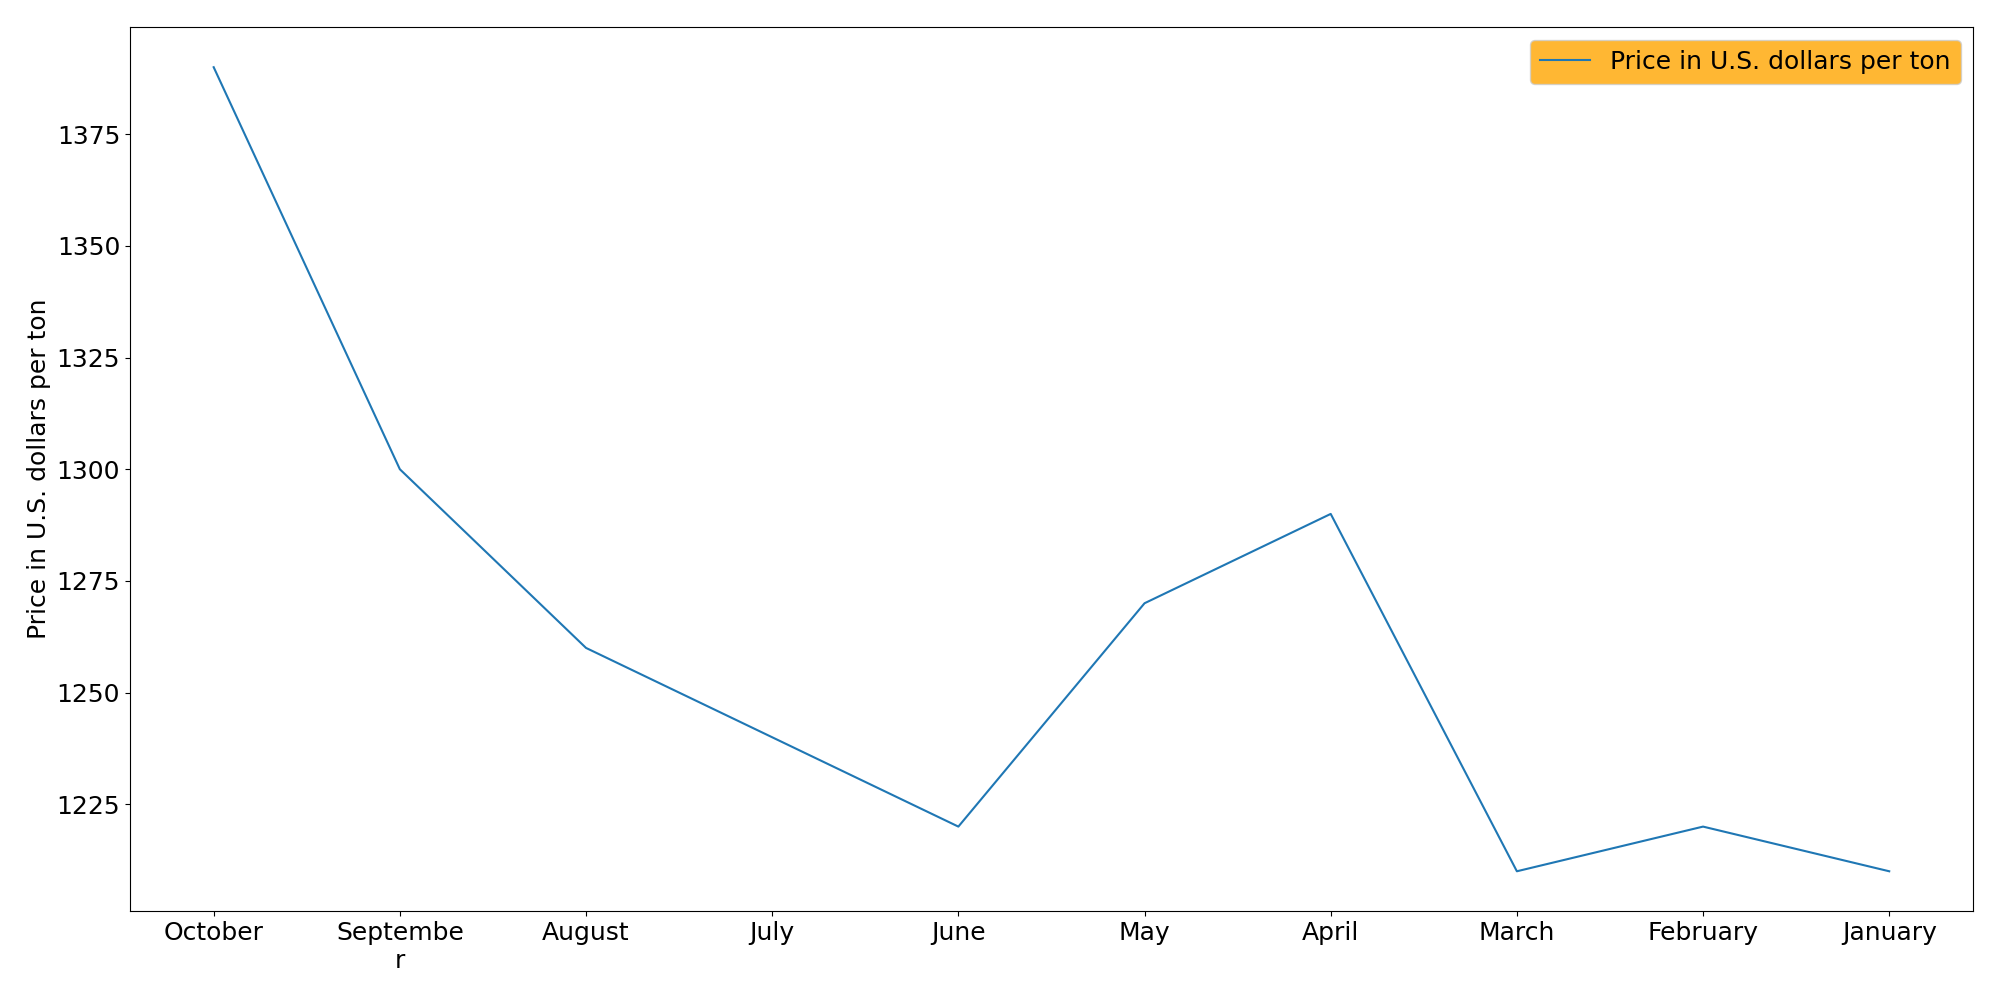 Price in U.S. dollars per ton
1375
1350
1325
1300
1275
1250
1225
Price in U.S. dollars per ton
October
Septembe
r
August
July
June
May
April
March
February
January